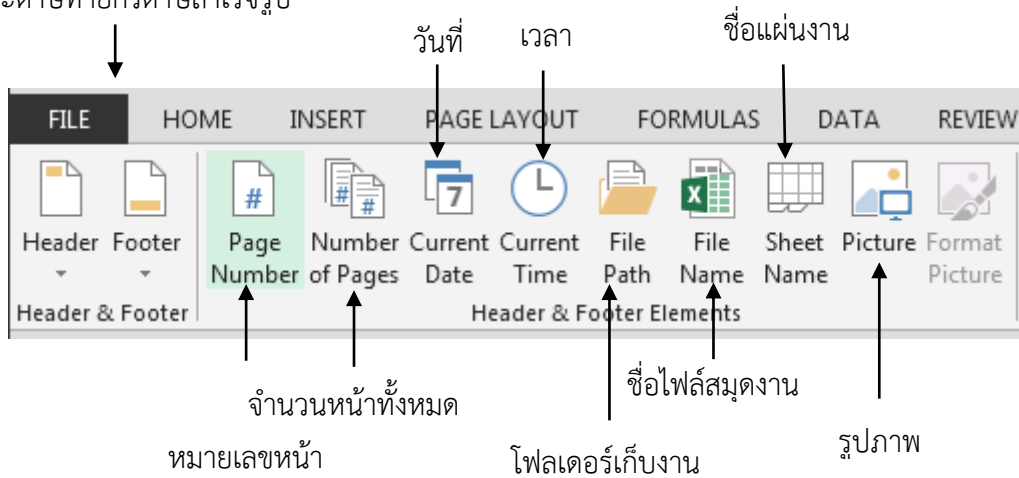 วันที่ เวลา ชื่อแผ่นงาน
FILE HOME INSERT PAGE LAYOUT FORMULAS DATA REVIEW
Header Footer Page Number Number of Pages Current Date Current Time File Path File Name Sheet Name Picture Format Picture
Header & Footer Header & Footer Elements
ชื่อไฟล์สมุดงาน
จำนวนหน้าทั้งหมด
รูปภาพ
หมายเลขหน้า โฟลเดอร์เก็บงาน